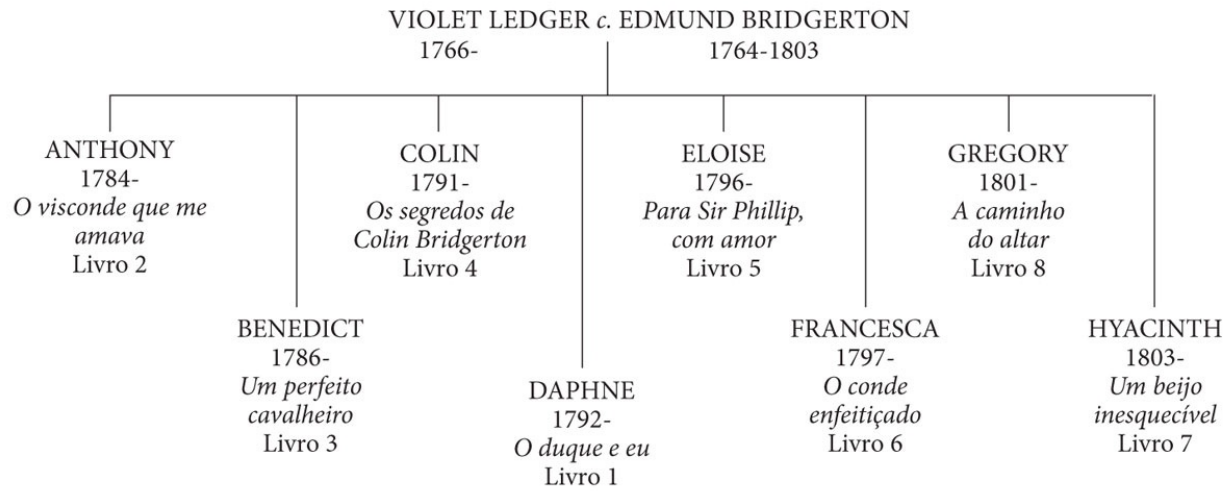 VIOLET LEDGER c. EDMUND BRIDGERTON
1766- 1764-1803
ANTHONY
1784-
O visconde que me
amava
Livro 2
BENEDICT
1786-
Um perfeito
cavalheiro
Livro 3
COLIN
1791-
Os segredos de
Colin Bridgerton
Livro 4
DAPHNE
1792-
O duque e eu
Livro 1
ELOISE
1796-
Para Sir Phillip,
com amor
Livro 5
FRANCESCA
1797-
O conde
enfeitiçado
Livro 6
GREGORY
1801-
A caminho
do altar
Livro 8
HYACINTH
1803-
Um beijo
inesquecível
Livro 7